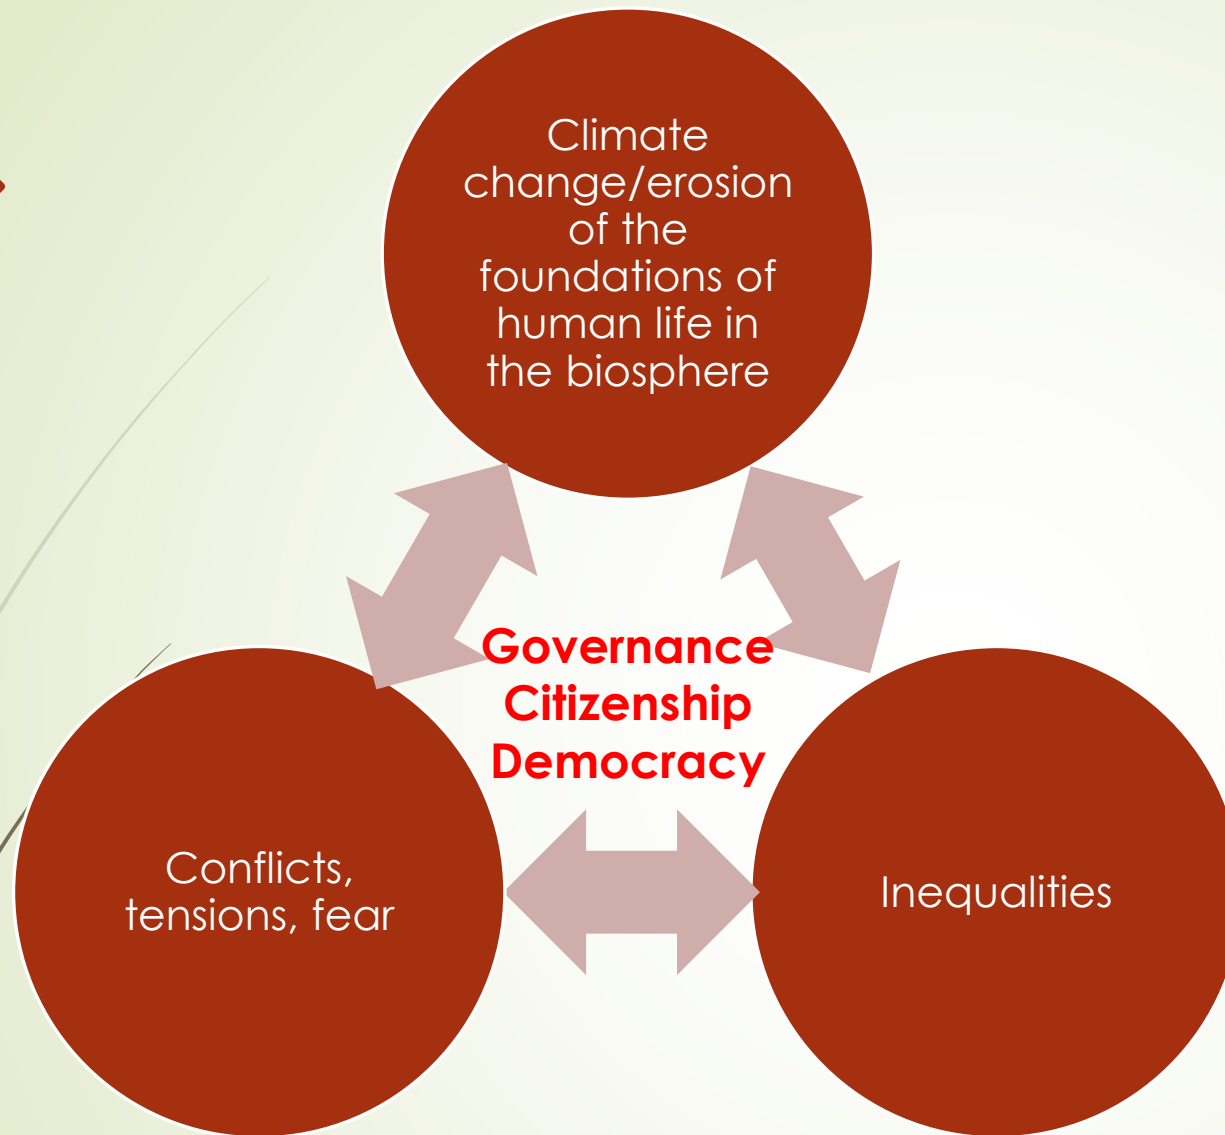 Climate
change/erosion
of the
foundations of
human life in
the biosphere
Governance
Citizenship
Democracy
Conflicts,
tensions, fear
Inequalities